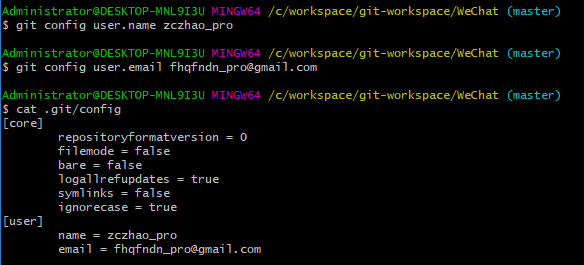 Administrator@DESKTOP-MNL9I3U MINGW64 /c/workspace/git-workspace/WeChat (master)
$ git config user.name zczhao_pro
Administrator@DESKTOP-MNL9I3U MINGW64 /c/workspace/git-workspace/WeChat (master)
$ git config user.email fhqfndn_pro@gmail.com
Administrator@DESKTOP-MNL9I3U MINGW64 /c/workspace/git-workspace/WeChat (master)
$ cat .git/config
[core]
        repositoryformatversion = 0
        filemode = false
        bare = false
        logallrefupdates = true
        symlinks = false
        ignorecase = true
[user]
        name = zczhao_pro
        email = fhqfndn_pro@gmail.com